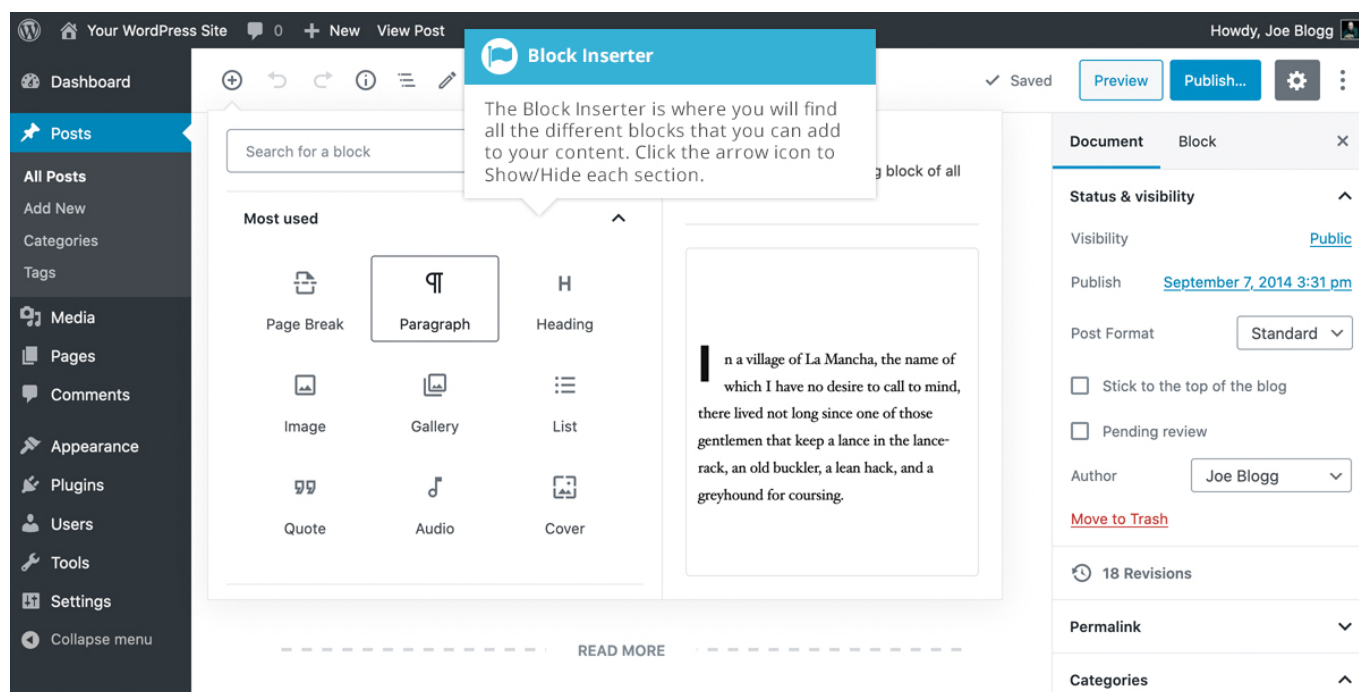 Your WordPress Site 0 New View Post Howdy, Joe Blogg
Dashboard
Posts
All Posts
Add New
Categories
Tags
Media
Pages
Comments
Appearance
Plugins
Users
Tools
Settings
Collapse menu
Saved Preview Publish...
Block Inserter
The Block Inserter is where you will find
all the different blocks that you can add
to your content. Click the arrow icon to
Show/Hide each section.
Search for a block
Most used
Page Break Paragraph Heading
Image Gallery List
Quote Audio Cover
block of all
In a village of La Mancha, the name of
which I have no desire to call to mind,
there lived not long since one of those
gentlemen that keep a lance in the lance-
rack, an old buckler, a lean hack, and a
greyhound for coursing.
READ MORE
Document Block
Status & visibility
Visibility Public
Publish September 7, 2014 3:31 pm
Post Format Standard
Stick to the top of the blog
Pending review
Author Joe Blogg
Move to Trash
18 Revisions
Permalink
Categories